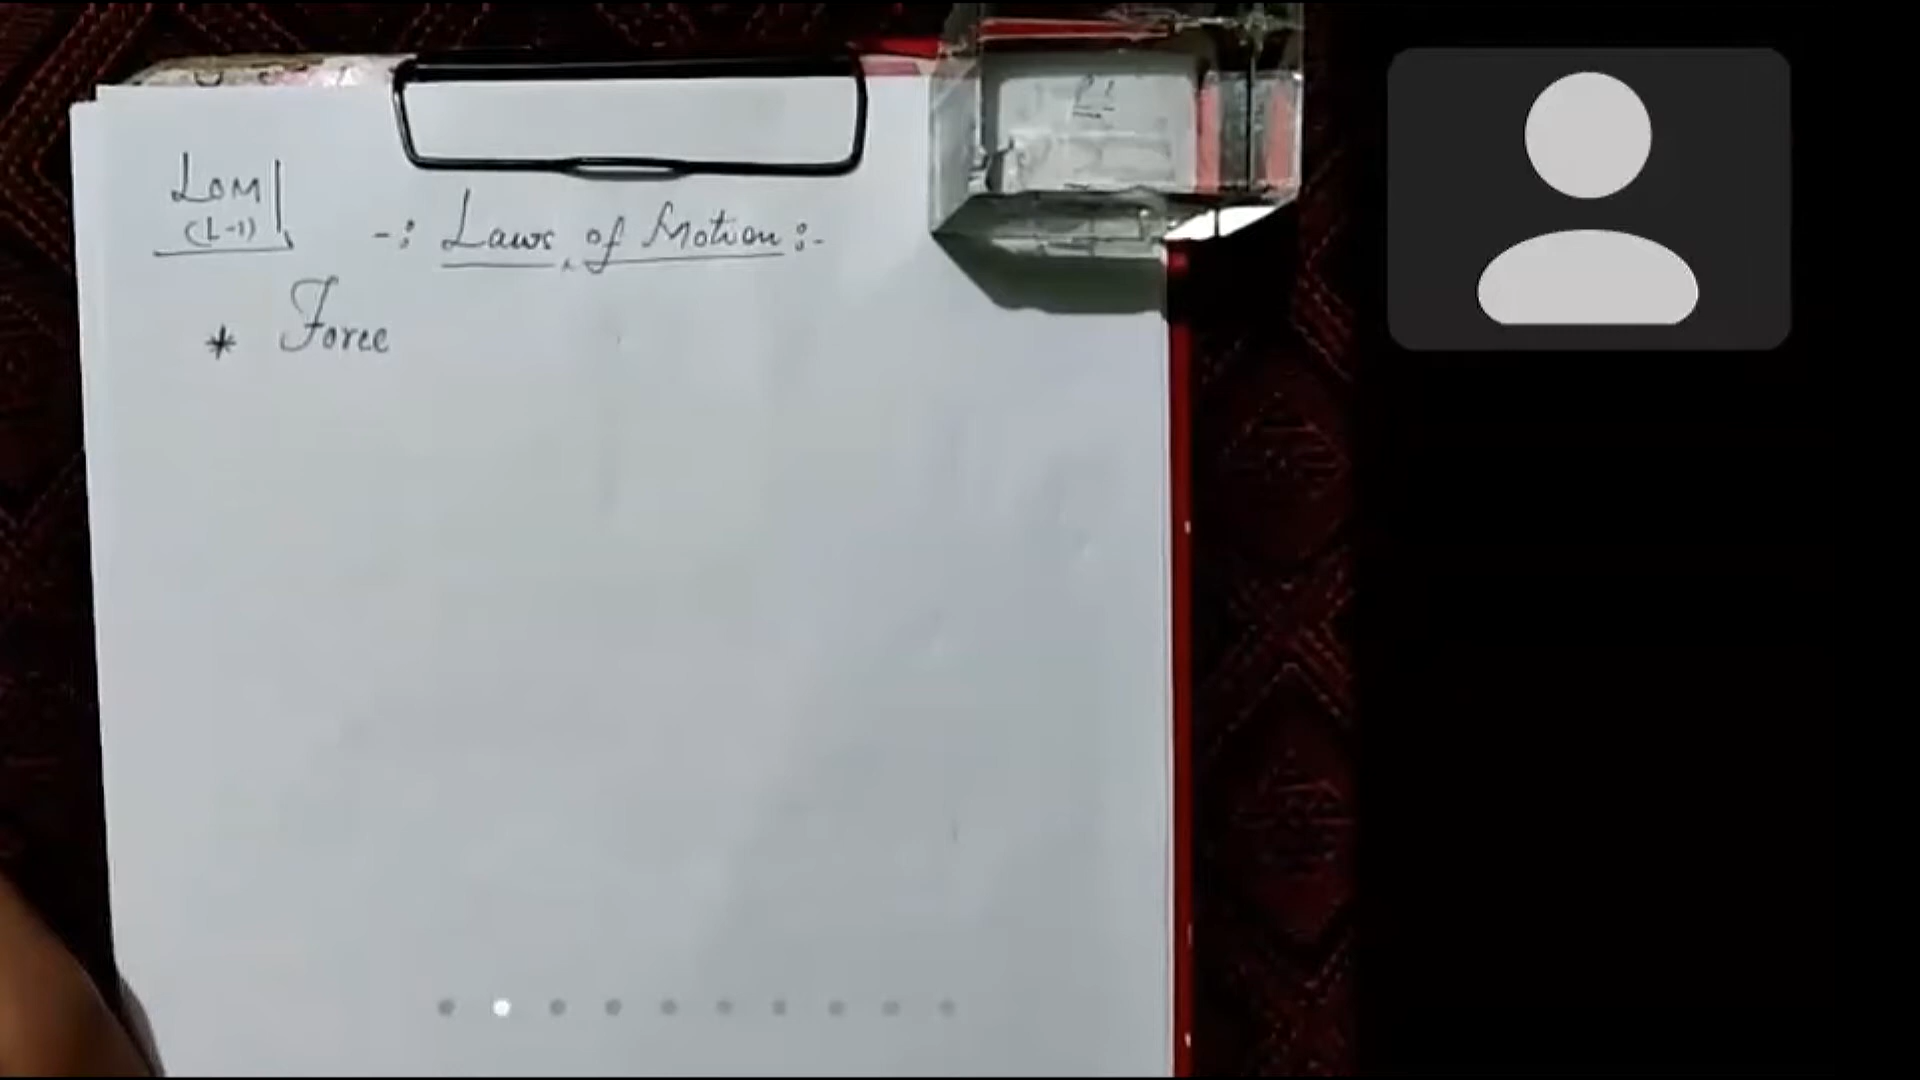 LOM
(L-1)
-: Laws of Motion :-
* Force